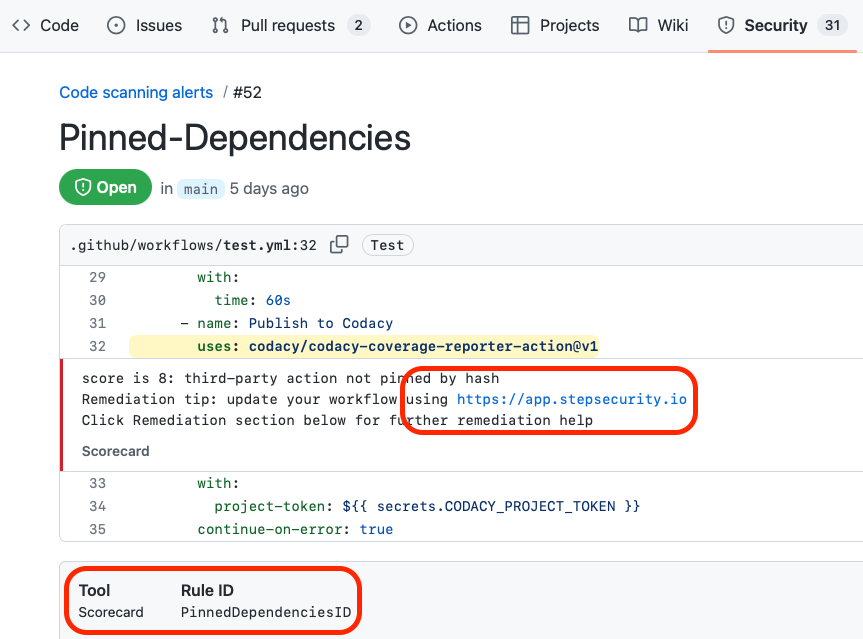 Code Issues Pull requests 2 Actions Projects Wiki Security 31
Code scanning alerts / #52
Pinned-Dependencies
Open in main 5 days ago
.github/workflows/test.yml:32 Test
29 with:
30 time: 60s
31 - name: Publish to Codacy
32 uses: codacy/codacy-coverage-reporter-action@v1
score is 8: third-party action not pinned by hash
Remediation tip: update your workflow using https://app.stepsecurity.io
Click Remediation section below for further remediation help
Scorecard
33 with:
34 project-token: ${{ secrets.CODACY_PROJECT_TOKEN }}
35 continue-on-error: true
Tool Rule ID
Scorecard PinnedDependenciesID